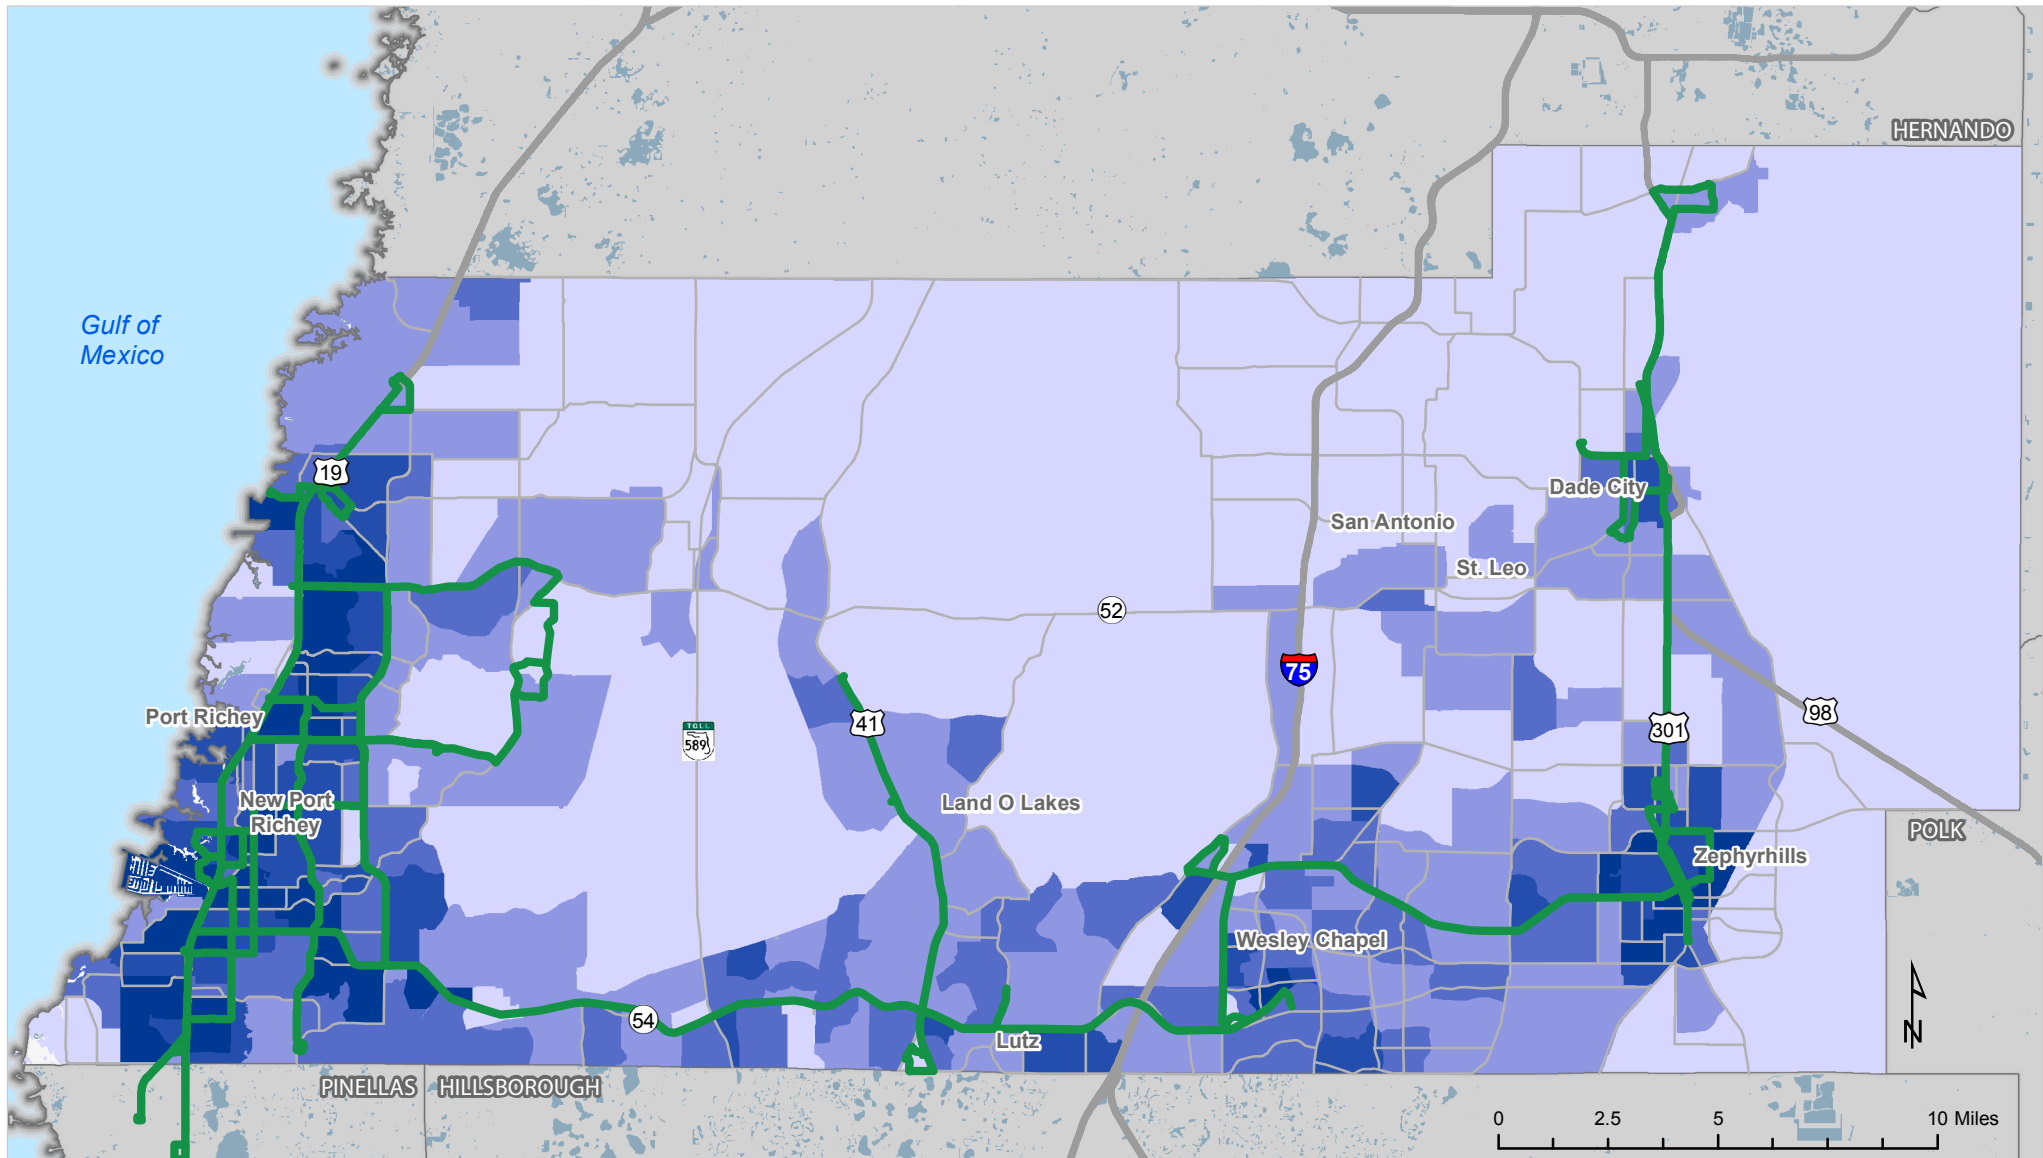 HERNANDO
Gulf of
Mexico
19
Dade City
San Antonio
St. Leo
52
75
Port Richey
41
TOLL
589
301
98
New Port
Richey
Land O Lakes
POLK
Zephyrhills
Wesley Chapel
54
Lutz
N
PINELLAS
HILLSBOROUGH
0 2.5 5 10 Miles